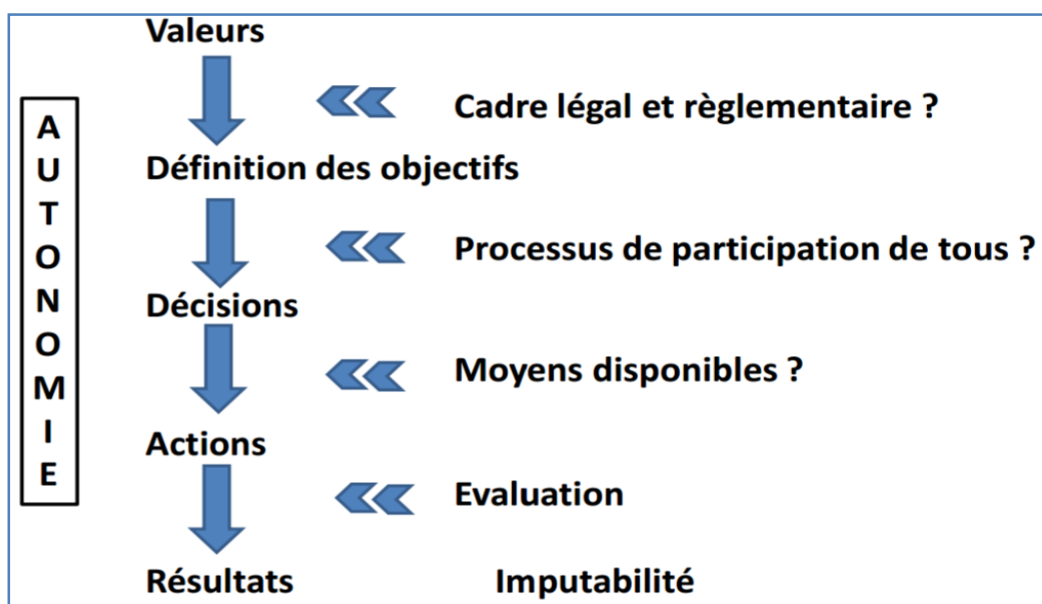 Valeurs
Cadre légal et règlementaire ?
AUTONOMIE
Définition des objectifs
Processus de participation de tous ?
Décisions
Moyens disponibles ?
Actions
Evaluation
Résultats
Imputabilité